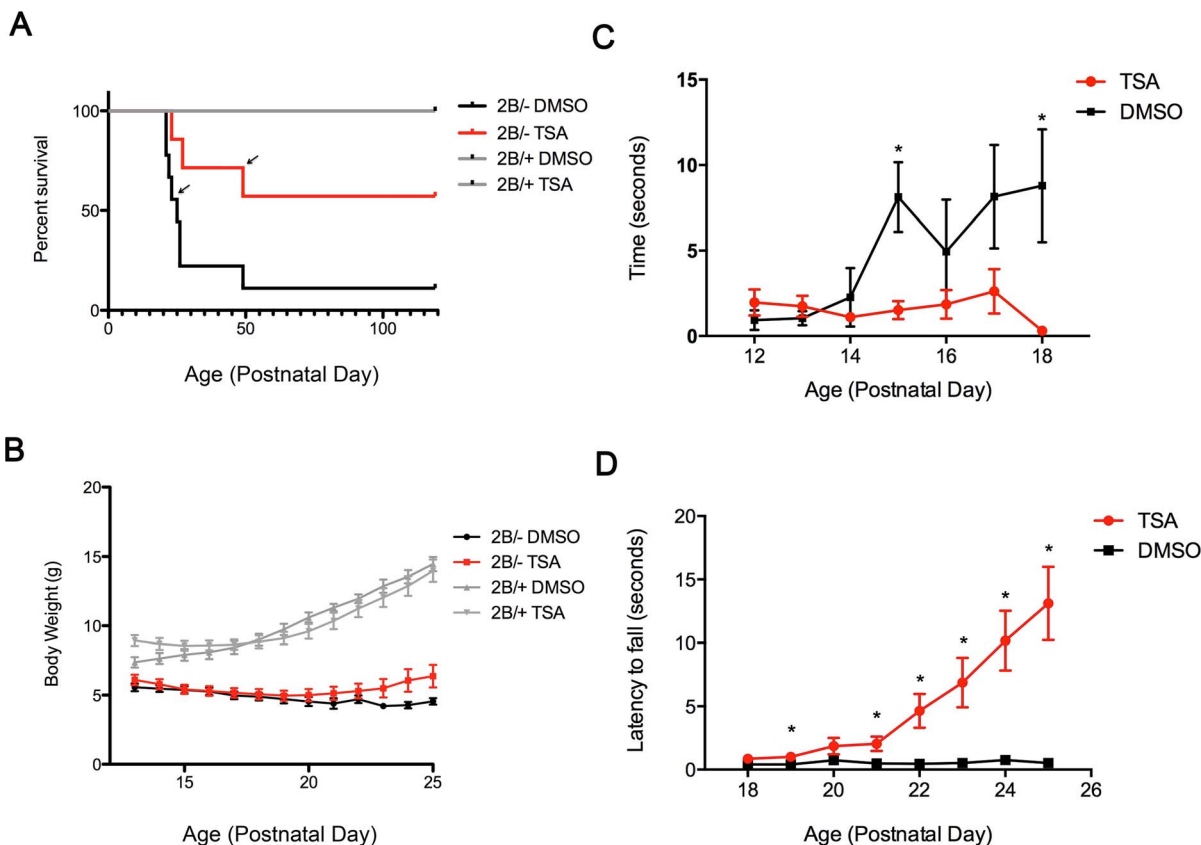 A
Percent survival
100
50
0
0
50
100
Age (Postnatal Day)
2B/- DMSO
2B/- TSA
2B/+ DMSO
2B/+ TSA
B
Body Weight (g)
20
15
10
5
0
15
20
25
Age (Postnatal Day)
2B/- DMSO
2B/- TSA
2B/+ DMSO
2B/+ TSA
C
Time (seconds)
15
10
5
0
12
14
16
18
Age (Postnatal Day)
TSA
DMSO
*
*
D
Latency to fall (seconds)
20
15
10
5
0
18
20
22
24
26
Age (Postnatal Day)
TSA
DMSO
*
*
*
*
*
*